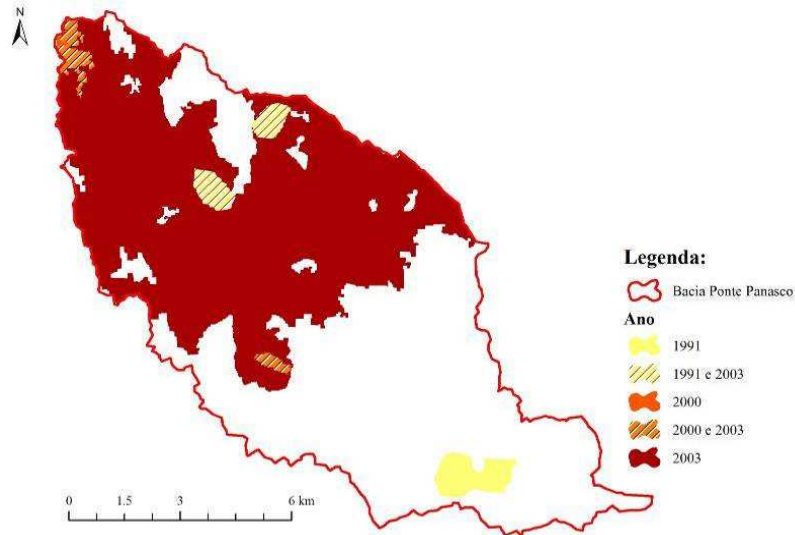 N
Legenda:
Bacia Ponte Panasco
Ano
1991
1991 e 2003
2000
2000 e 2003
2003
0 1.5 3 6 km